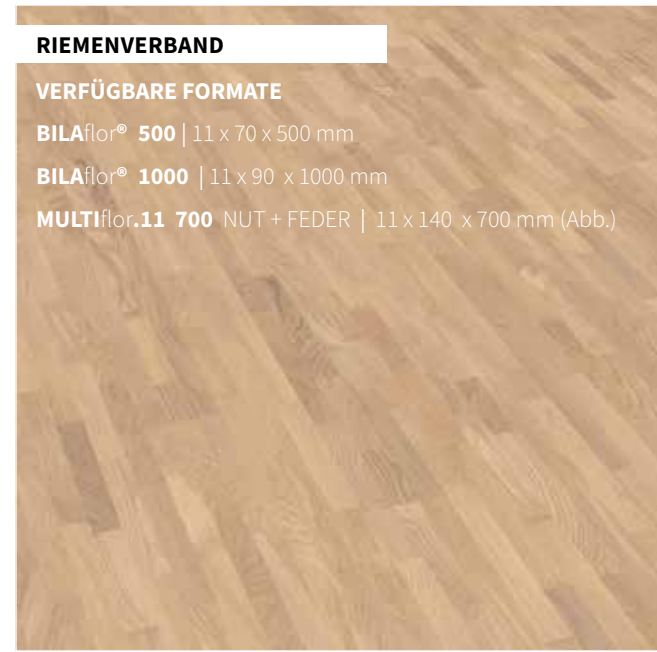 RIEMENVERBAND
VERFÜGBARE FORMATE
BILAflor® 500 | 11 x 70 x 500 mm
BILAflor® 1000 | 11 x 90 x 1000 mm
MULTIflor.11 700 NUT + FEDER | 11 x 140 x 700 mm (Abb.)